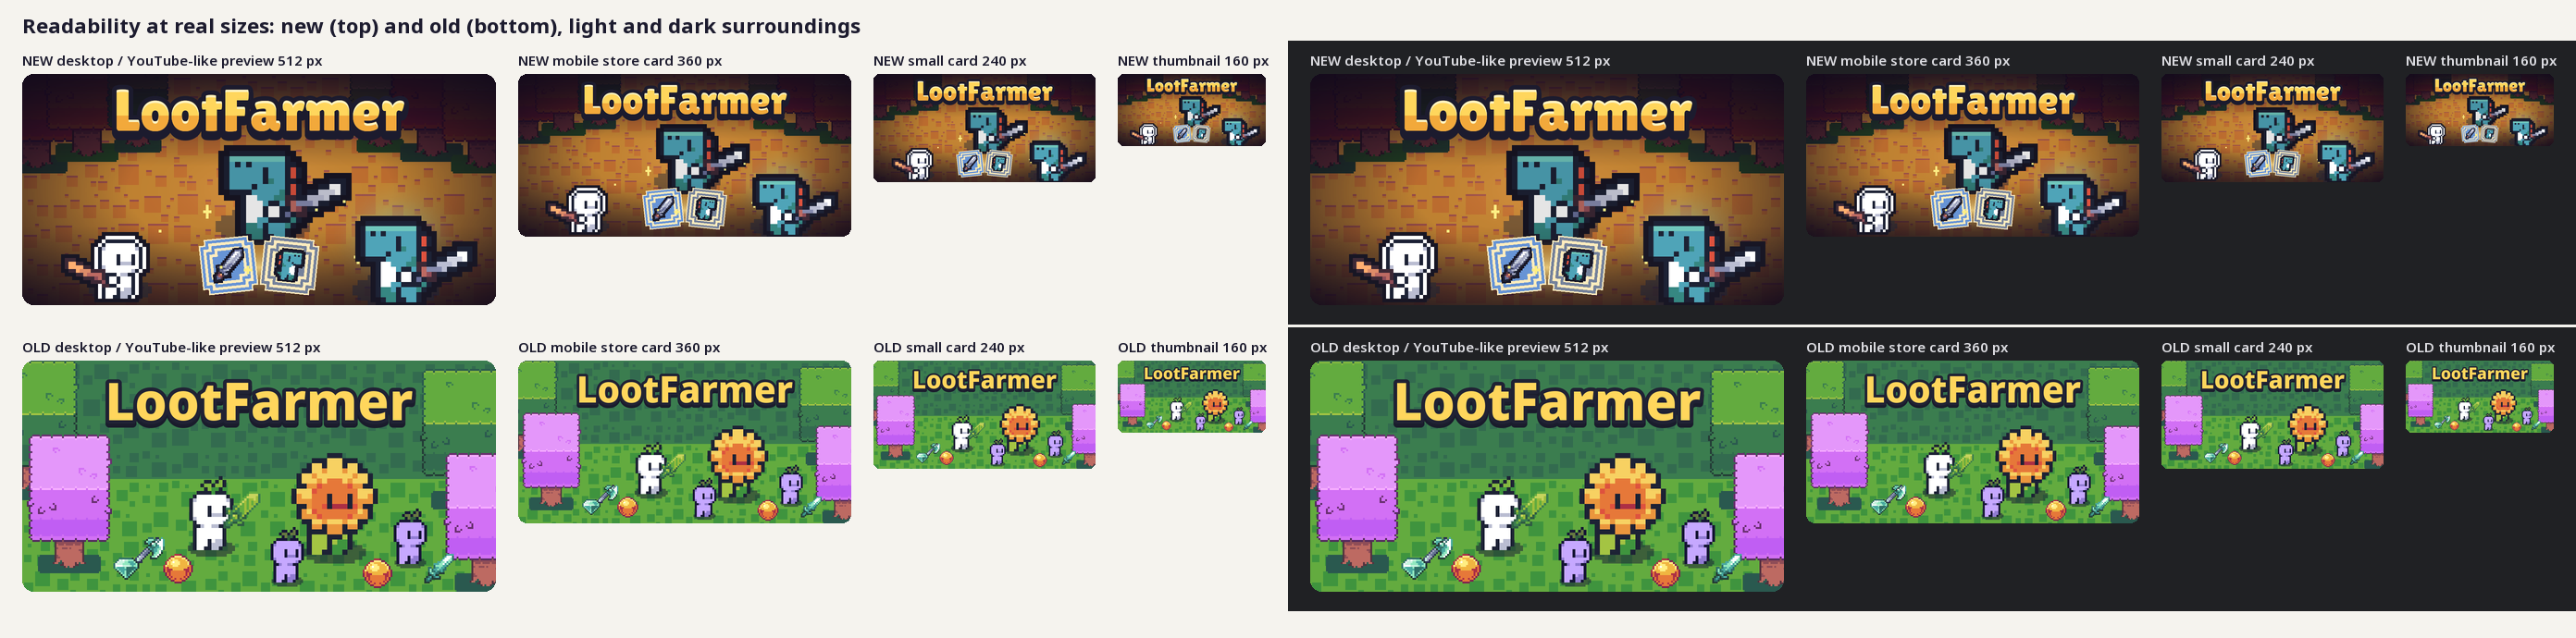 Readability at real sizes: new (top) and old (bottom), light and dark surroundings
NEW desktop / YouTube-like preview 512 px
NEW mobile store card 360 px
NEW small card 240 px
NEW thumbnail 160 px
NEW desktop / YouTube-like preview 512 px
NEW mobile store card 360 px
NEW small card 240 px
NEW thumbnail 160 px
LootFarmer
LootFarmer
LootFarmer
LootFarmer
LootFarmer
LootFarmer
LootFarmer
LootFarmer
OLD desktop / YouTube-like preview 512 px
OLD mobile store card 360 px
OLD small card 240 px
OLD thumbnail 160 px
OLD desktop / YouTube-like preview 512 px
OLD mobile store card 360 px
OLD small card 240 px
OLD thumbnail 160 px
LootFarmer
LootFarmer
LootFarmer
LootFarmer
LootFarmer
LootFarmer
LootFarmer
LootFarmer